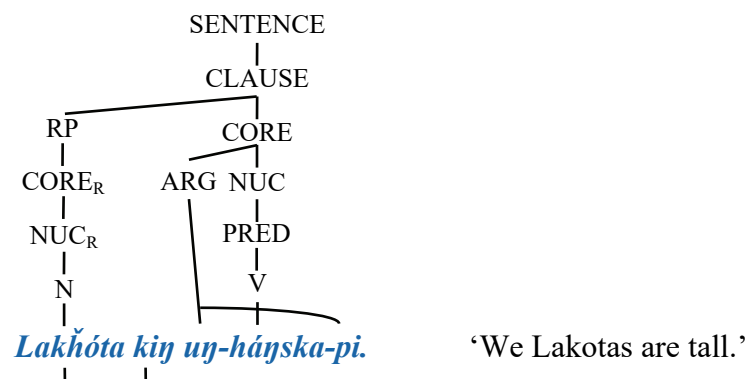 SENTENCE
CLAUSE
RP CORE
CORE_R ARG NUC
NUC_R PRED
N V
Lakȟóta kiŋ uŋ-háŋska-pi. ‘We Lakotas are tall.’